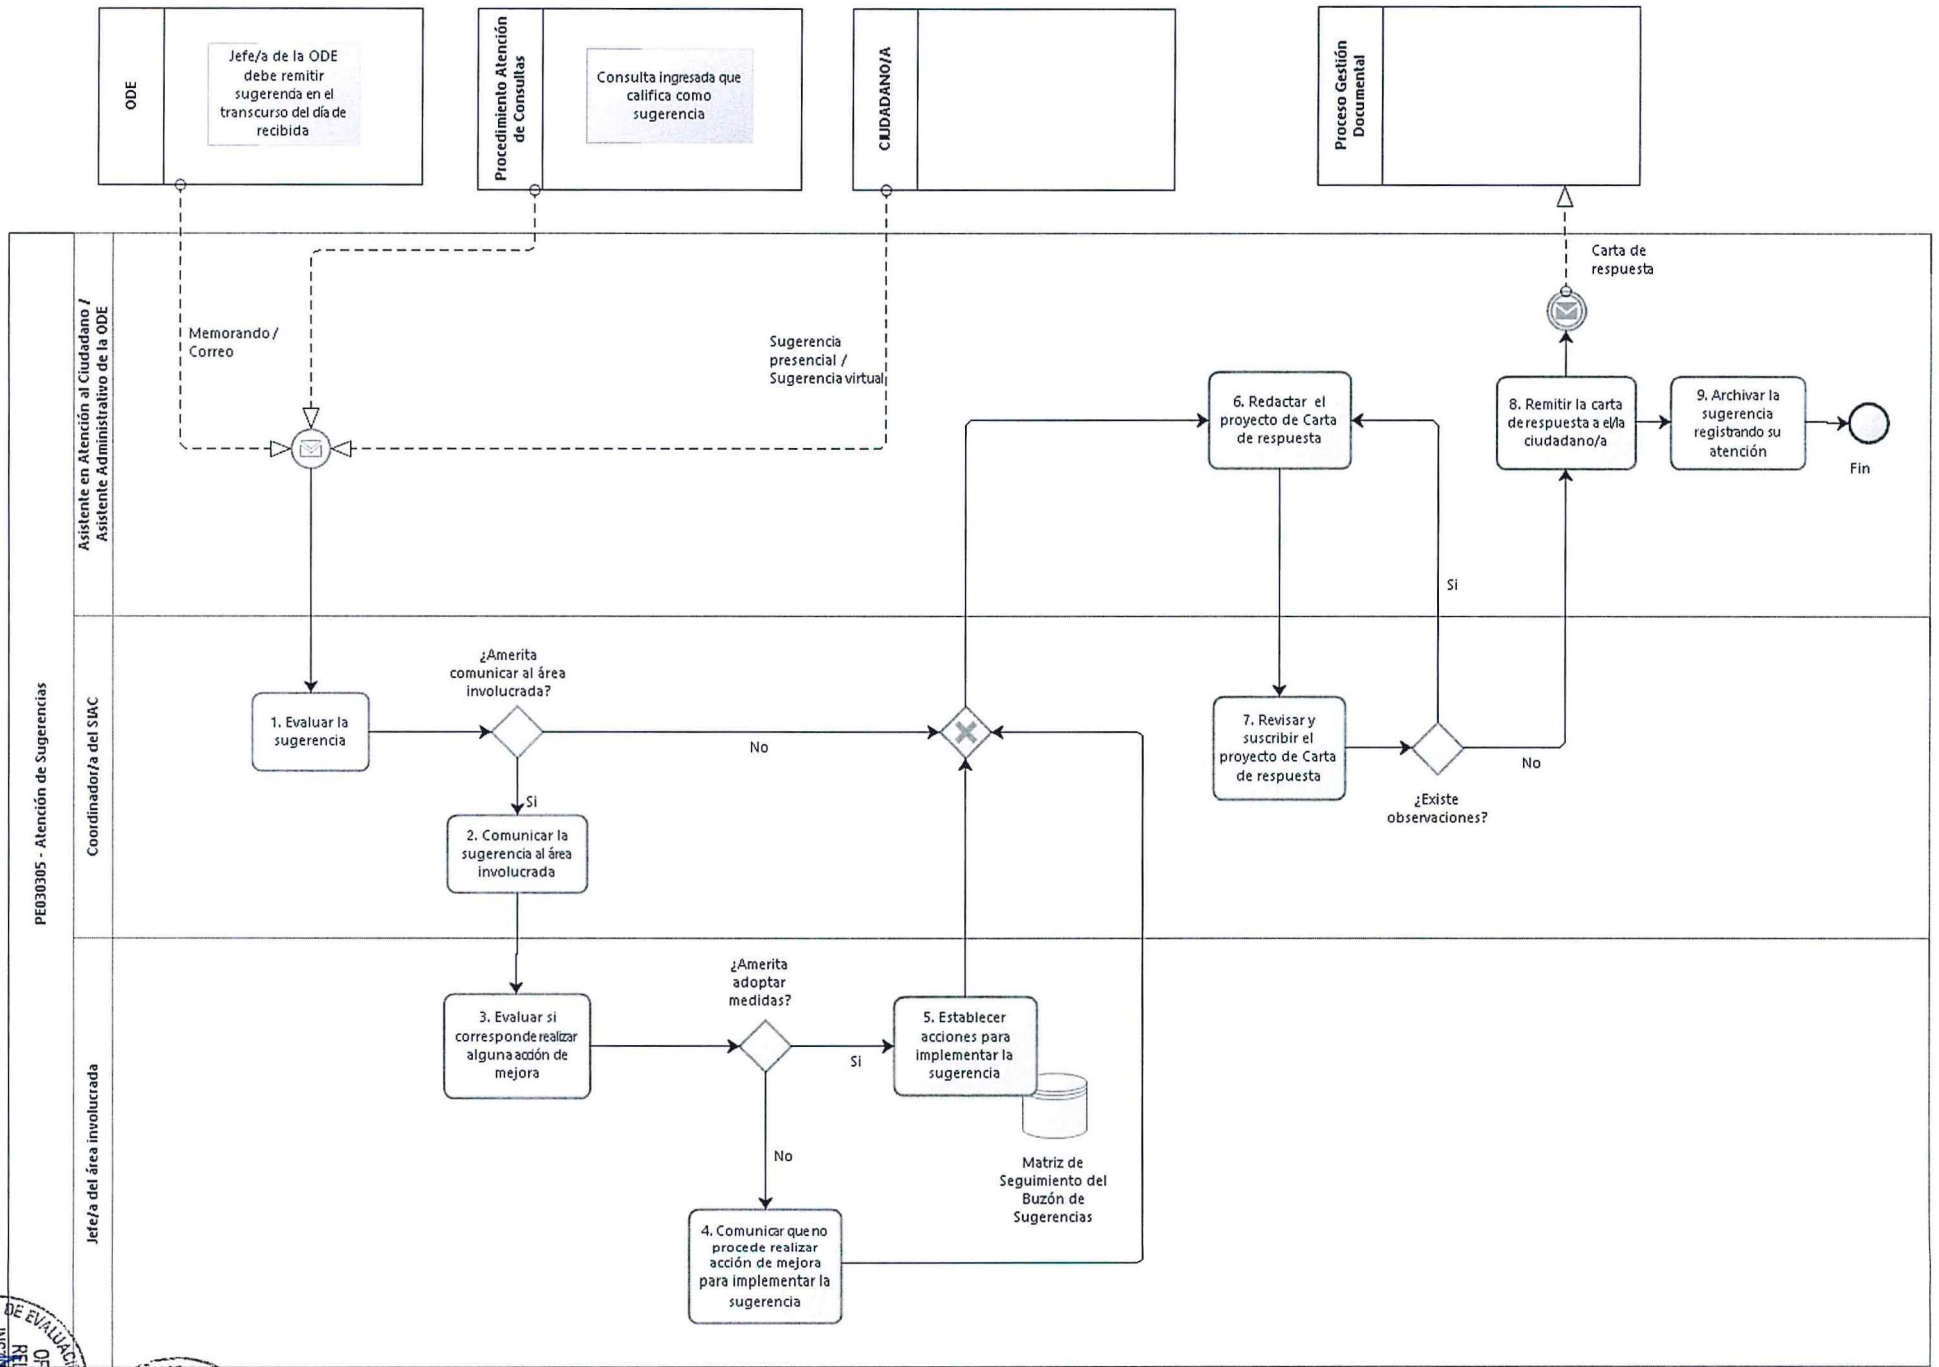 ODE
Jefe/a de la ODE
debe remitir
sugerencia en el
transcurso del día de
recibida
Procedimiento Atención
de Consultas
Consulta ingresada que
califica como
sugerencia
CIUDADANO/A
Proceso Gestión
Documental
PE030305 - Atención de Sugerencias
Asistente en Atención al Ciudadano /
Asistente Administrativo de la ODE
Memorando /
Correo
Sugerencia
presencial /
Sugerencia virtual
Carta de
respuesta
6. Redactar el
proyecto de Carta
de respuesta
8. Remitir la carta
de respuesta a el/la
ciudadano/a
9. Archivar la
sugerencia
registrando su
atención
Fin
Si
Coordinador/a del SIAC
1. Evaluar la
sugerencia
¿Amerita
comunicar al área
involucrada?
No
Si
2. Comunicar la
sugerencia al área
involucrada
7. Revisar y
suscribir el
proyecto de Carta
de respuesta
¿Existe
observaciones?
No
Jefe/a del área involucrada
3. Evaluar si
corresponde realizar
alguna acción de
mejora
¿Amerita
adoptar
medidas?
Si
5. Establecer
acciones para
implementar la
sugerencia
Matriz de
Seguimiento del
Buzón de
Sugerencias
No
4. Comunicar que no
procede realizar
acción de mejora
para implementar la
sugerencia
DE EVALUAC